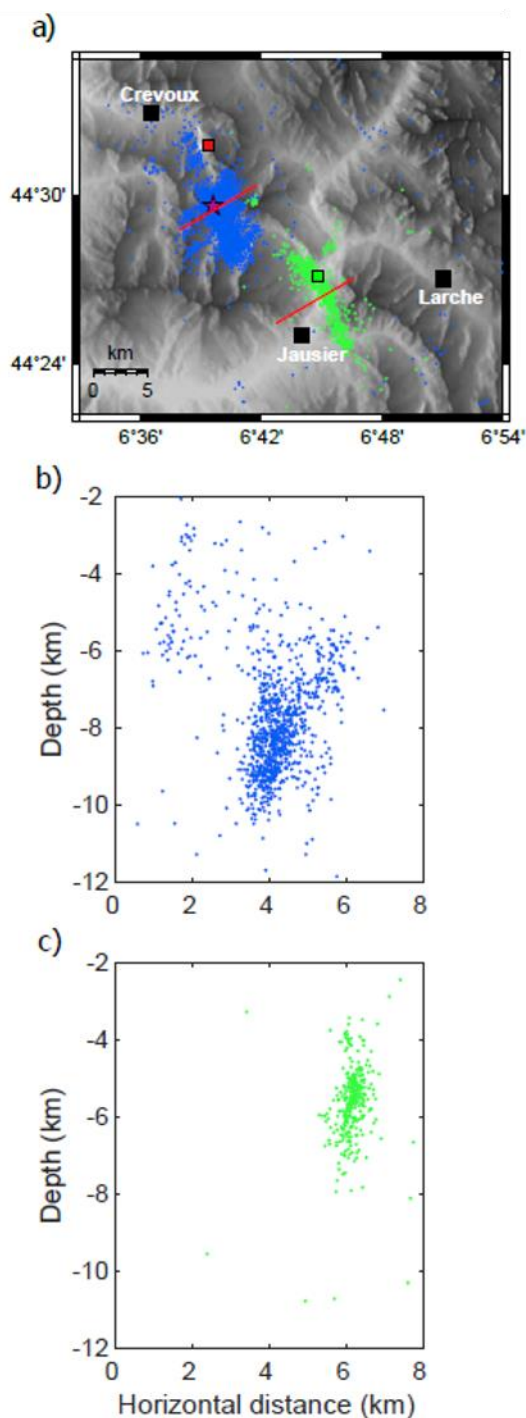 a)
Crevoux
44°30'
Larche
km
Jausier
0 5
44°24'
6°36' 6°42' 6°48' 6°54'
b)
-2
-4
-6
-8
-10
-12
Depth (km)
0 2 4 6 8
c)
-2
-4
-6
-8
-10
-12
Depth (km)
0 2 4 6 8
Horizontal distance (km)